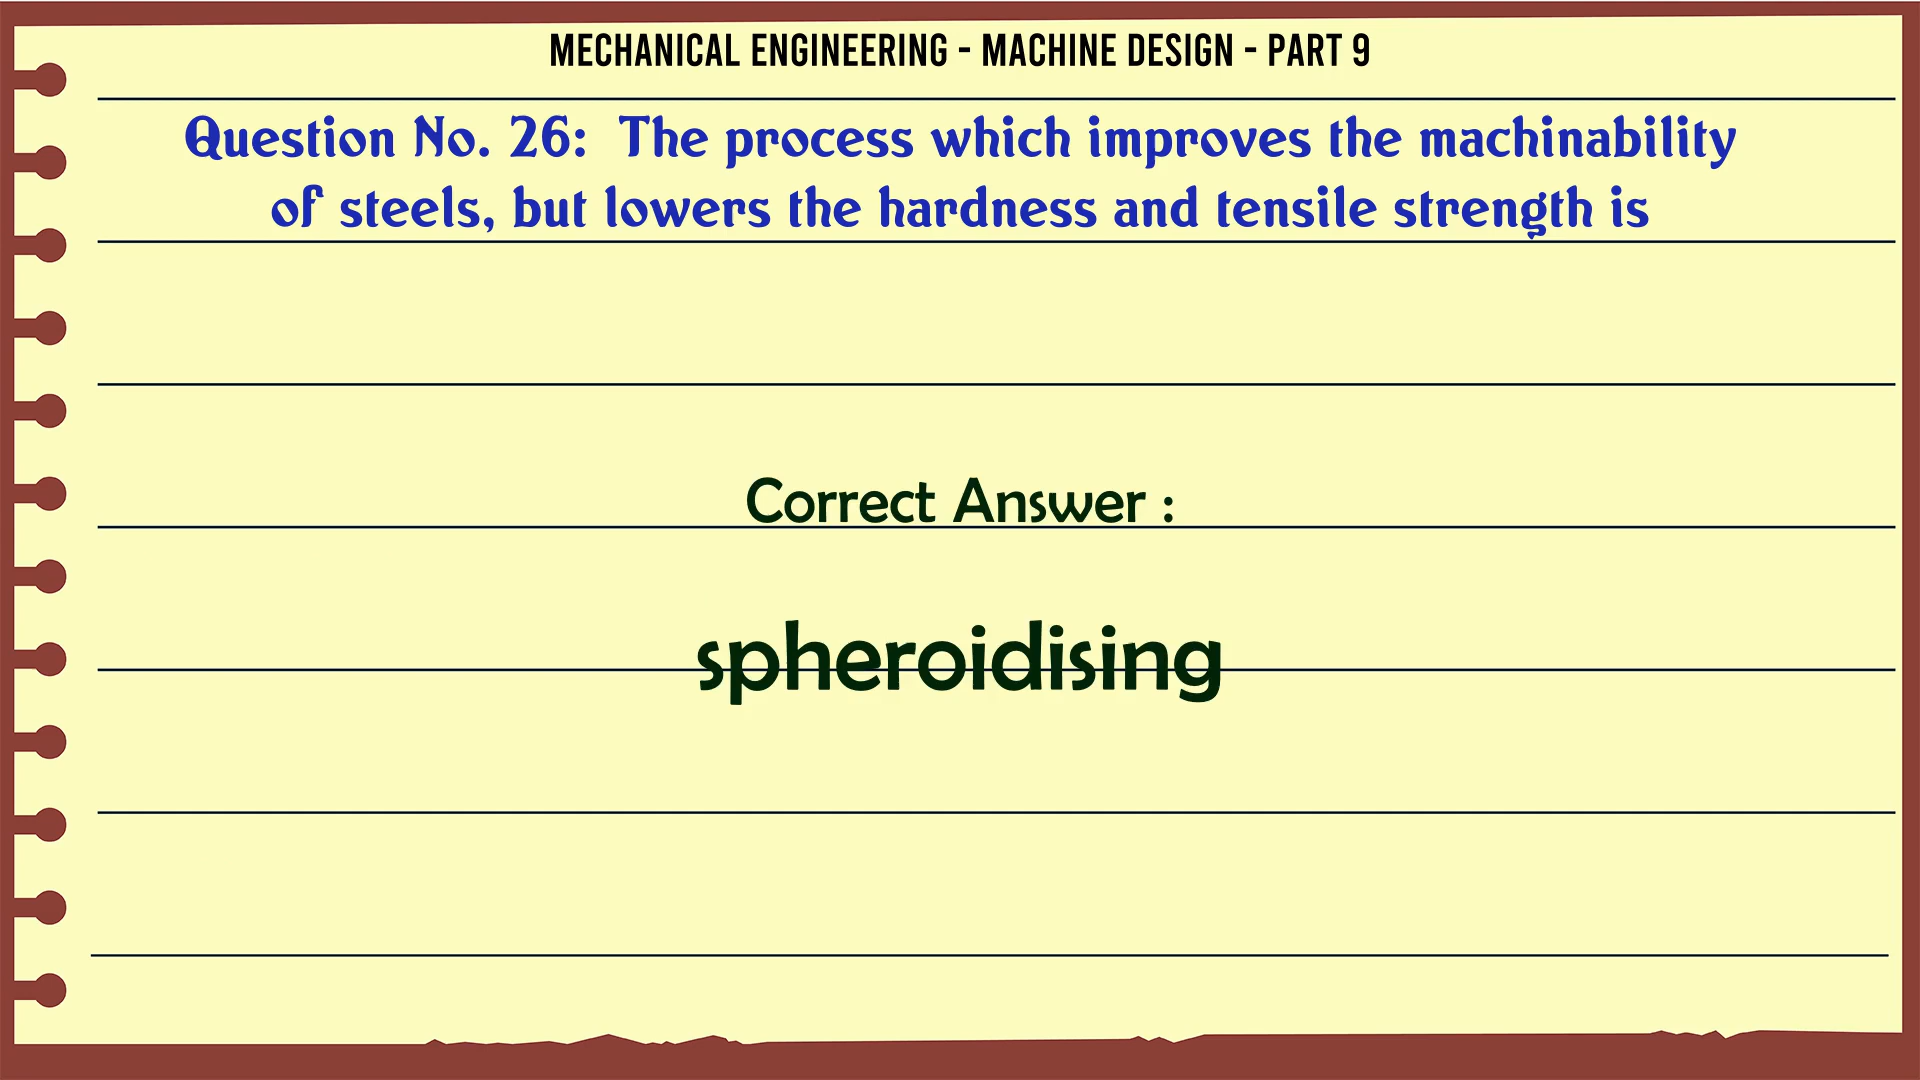 MECHANICAL ENGINEERING - MACHINE DESIGN - PART 9
Question No. 26: The process which improves the machinability
of steels, but lowers the hardness and tensile strength is
Correct Answer :
spheroidising